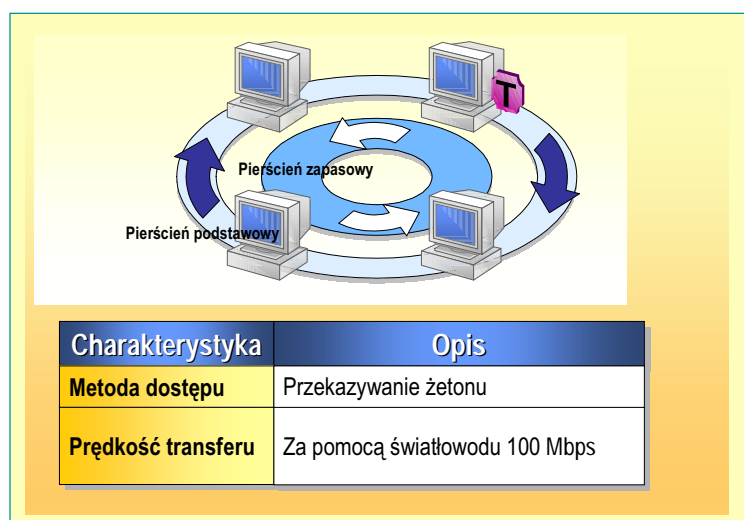 T
Pierścień zapasowy
Pierścień podstawowy
Charakterystyka Opis
Metoda dostępu Przekazywanie żetonu
Prędkość transferu Za pomocą światłowodu 100 Mbps